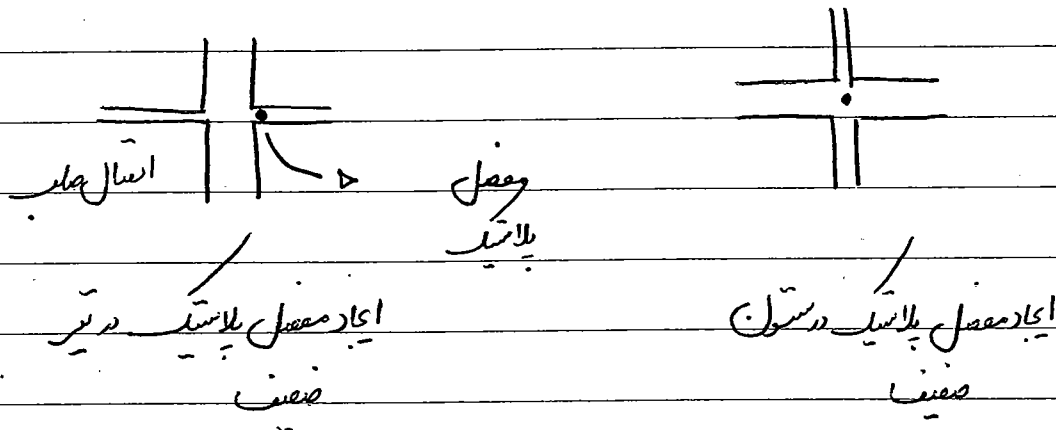 اتصال صلب
مفصل
پلاستیک
ایجاد مفصل پلاستیک در ستون
ضعیف
ایجاد مفصل پلاستیک در تیر
ضعیف